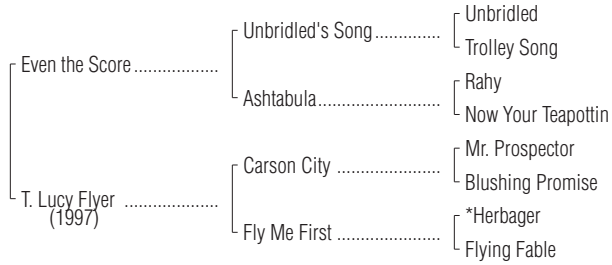 Unbridled
Unbridled's Song..............
Trolley Song
Even the Score..................
Rahy
Ashtabula..........................
Now Your Teapottin
Mr. Prospector
Carson City ......................
Blushing Promise
T. Lucy Flyer ....................
(1997)
*Herbager
Fly Me First ......................
Flying Fable